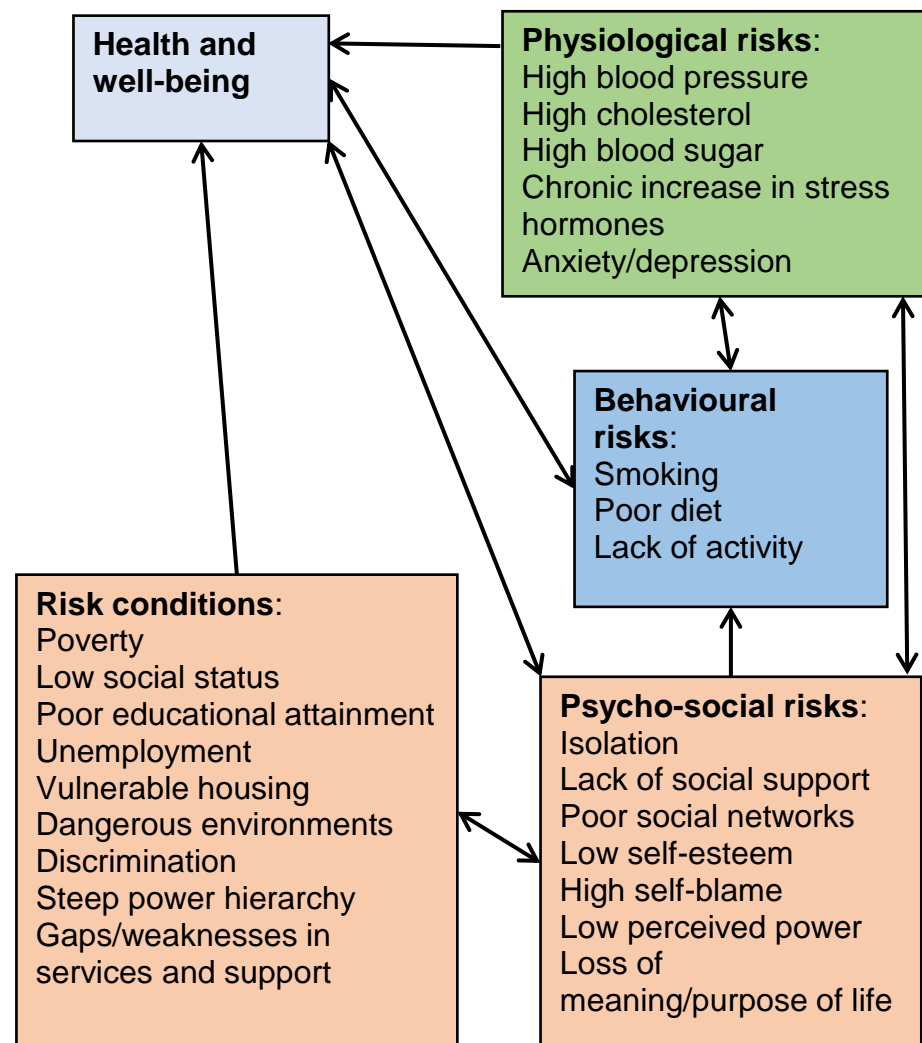 Health and
well-being
Physiological risks:
High blood pressure
High cholesterol
High blood sugar
Chronic increase in stress
hormones
Anxiety/depression
Behavioural
risks:
Smoking
Poor diet
Lack of activity
Risk conditions:
Poverty
Low social status
Poor educational attainment
Unemployment
Vulnerable housing
Dangerous environments
Discrimination
Steep power hierarchy
Gaps/weaknesses in
services and support
Psycho-social risks:
Isolation
Lack of social support
Poor social networks
Low self-esteem
High self-blame
Low perceived power
Loss of
meaning/purpose of life